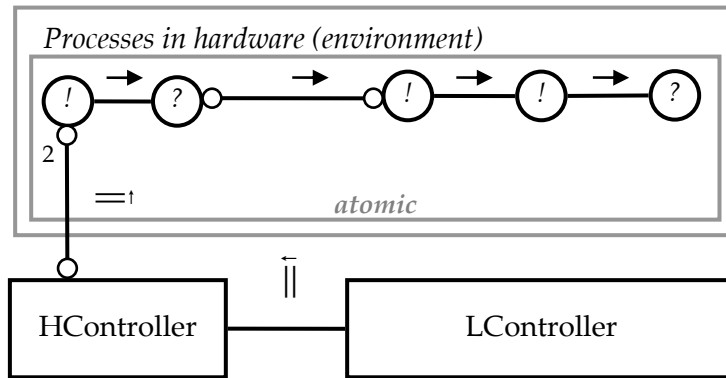 Processes in hardware (environment)
! ? ! ! ?
2
atomic
HController LController